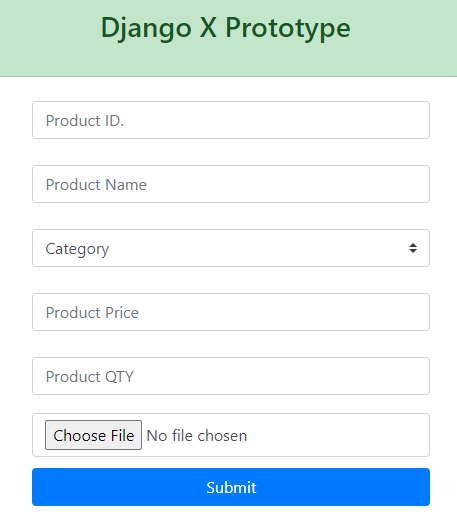 Django X Prototype
Product ID.
Product Name
Category
Product Price
Product QTY
Choose File No file chosen
Submit